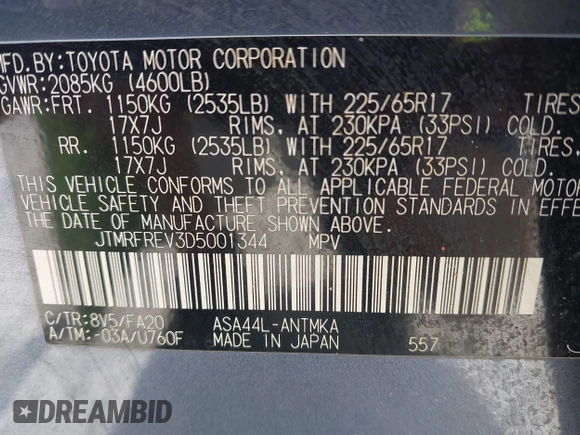 MFD.BY:TOYOTA MOTOR CORPORATION
GVWR:2085KG (4600LB)
GAWR:FRT. 1150KG (2535LB) WITH 225/65R17 TIRES
17X7J RIMS, AT 230KPA (33PSI) COLD.
RR. 1150KG (2535LB) WITH 225/65R17 TIRES,
17X7J RIMS, AT 230KPA (33PSI) COLD.
THIS VEHICLE CONFORMS TO ALL APPLICABLE FEDERAL MOTOR
VEHICLE SAFETY AND THEFT PREVENTION STANDARDS IN EFFE
ON THE DATE OF MANUFACTURE SHOWN ABOVE.
JTMRFREV3D5001344 MPV
C/TR:8V5/FA20 ASA44L-ANTMKA
A/TM:-03A/U760F MADE IN JAPAN 557
DREAMBID